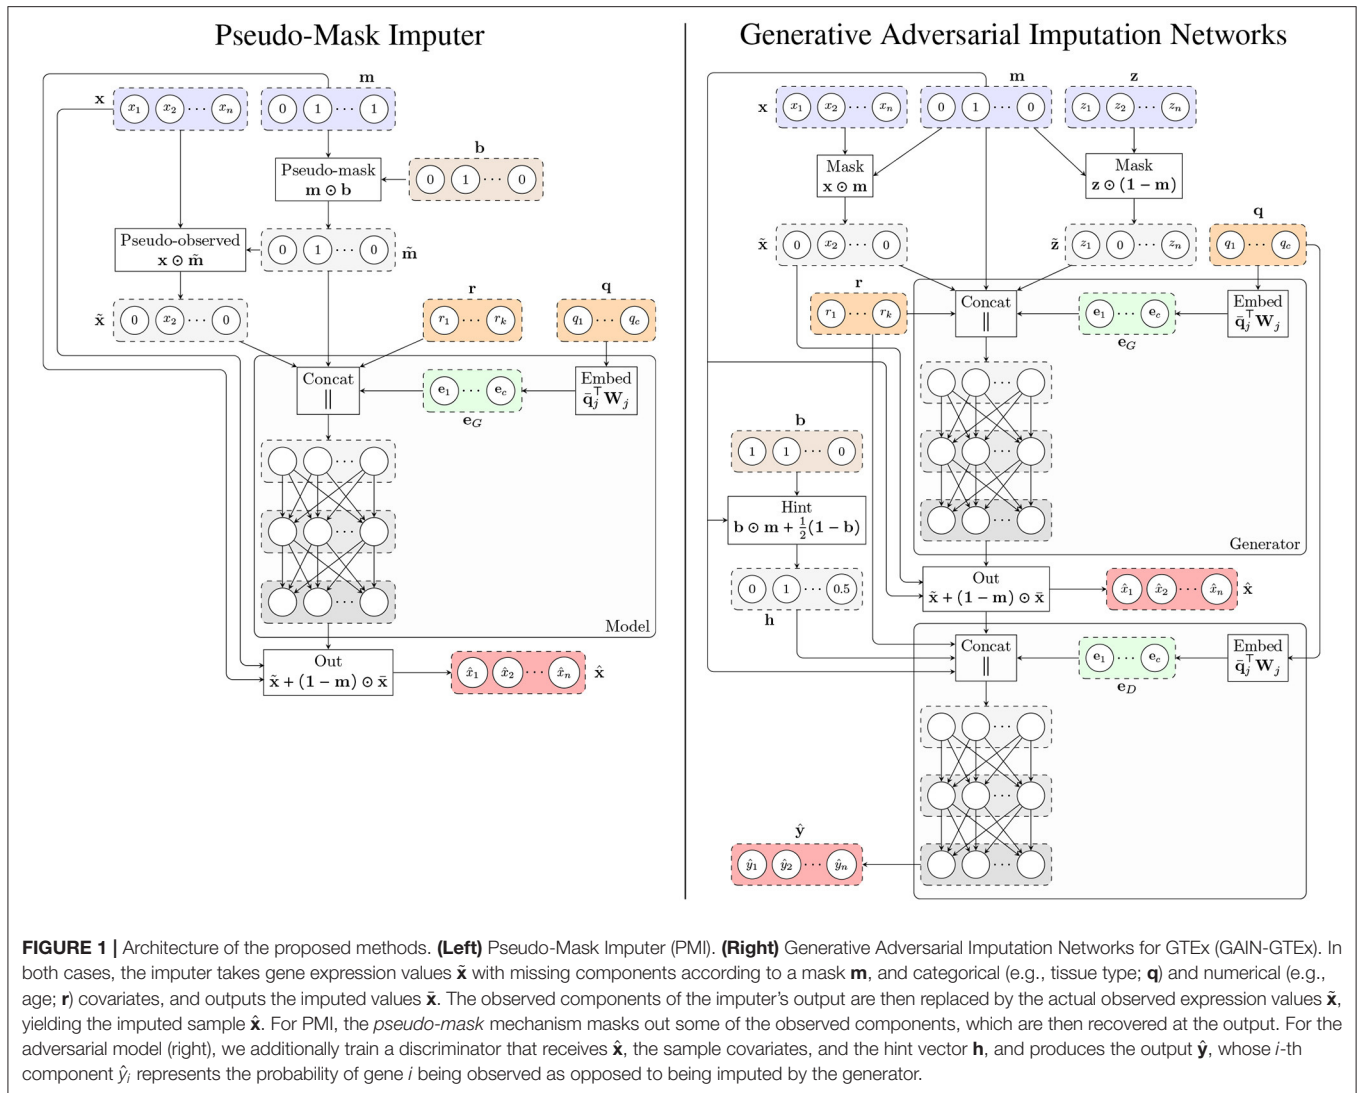 Pseudo-Mask Imputer
m
x
x₁ x₂ ⋯ xₙ
0 1 ⋯ 1
b
Pseudo-mask
m ⊙ b
0 1 ⋯ 0
Pseudo-observed
x ⊙ m̃
0 1 ⋯ 0
m̃
r
q
x̃
0 x₂ ⋯ 0
r₁ ⋯ rₖ
q₁ ⋯ q_c
Concat
||
e₁ ⋯ e_c
e_G
Embed
q̄ⱼᵀWⱼ
⋯
⋯
⋯
Model
Out
x̃ + (1 − m) ⊙ x̄
x̂₁ x̂₂ ⋯ x̂ₙ
x̂
Generative Adversarial Imputation Networks
m
z
x
x₁ x₂ ⋯ xₙ
0 1 ⋯ 0
z₁ z₂ ⋯ zₙ
Mask
x ⊙ m
Mask
z ⊙ (1 − m)
q
x̃
0 x₂ ⋯ 0
z̃
z₁ 0 ⋯ zₙ
q₁ ⋯ q_c
r
r₁ ⋯ rₖ
Concat
||
e₁ ⋯ e_c
e_G
Embed
q̄ⱼᵀWⱼ
⋯
⋯
⋯
b
1 1 ⋯ 0
Hint
b ⊙ m + ½(1 − b)
Generator
0 1 ⋯ 0.5
h
Out
x̃ + (1 − m) ⊙ x̄
x̂₁ x̂₂ ⋯ x̂ₙ
x̂
Concat
||
e₁ ⋯ e_c
e_D
Embed
q̄ⱼᵀWⱼ
⋯
⋯
⋯
ŷ
ŷ₁ ŷ₂ ⋯ ŷₙ
FIGURE 1 | Architecture of the proposed methods. (Left) Pseudo-Mask Imputer (PMI). (Right) Generative Adversarial Imputation Networks for GTEx (GAIN-GTEx). In
both cases, the imputer takes gene expression values x̃ with missing components according to a mask m, and categorical (e.g., tissue type; q) and numerical (e.g.,
age; r) covariates, and outputs the imputed values x̄. The observed components of the imputer's output are then replaced by the actual observed expression values x̃,
yielding the imputed sample x̂. For PMI, the pseudo-mask mechanism masks out some of the observed components, which are then recovered at the output. For the
adversarial model (right), we additionally train a discriminator that receives x̂, the sample covariates, and the hint vector h, and produces the output ŷ, whose i-th
component ŷᵢ represents the probability of gene i being observed as opposed to being imputed by the generator.